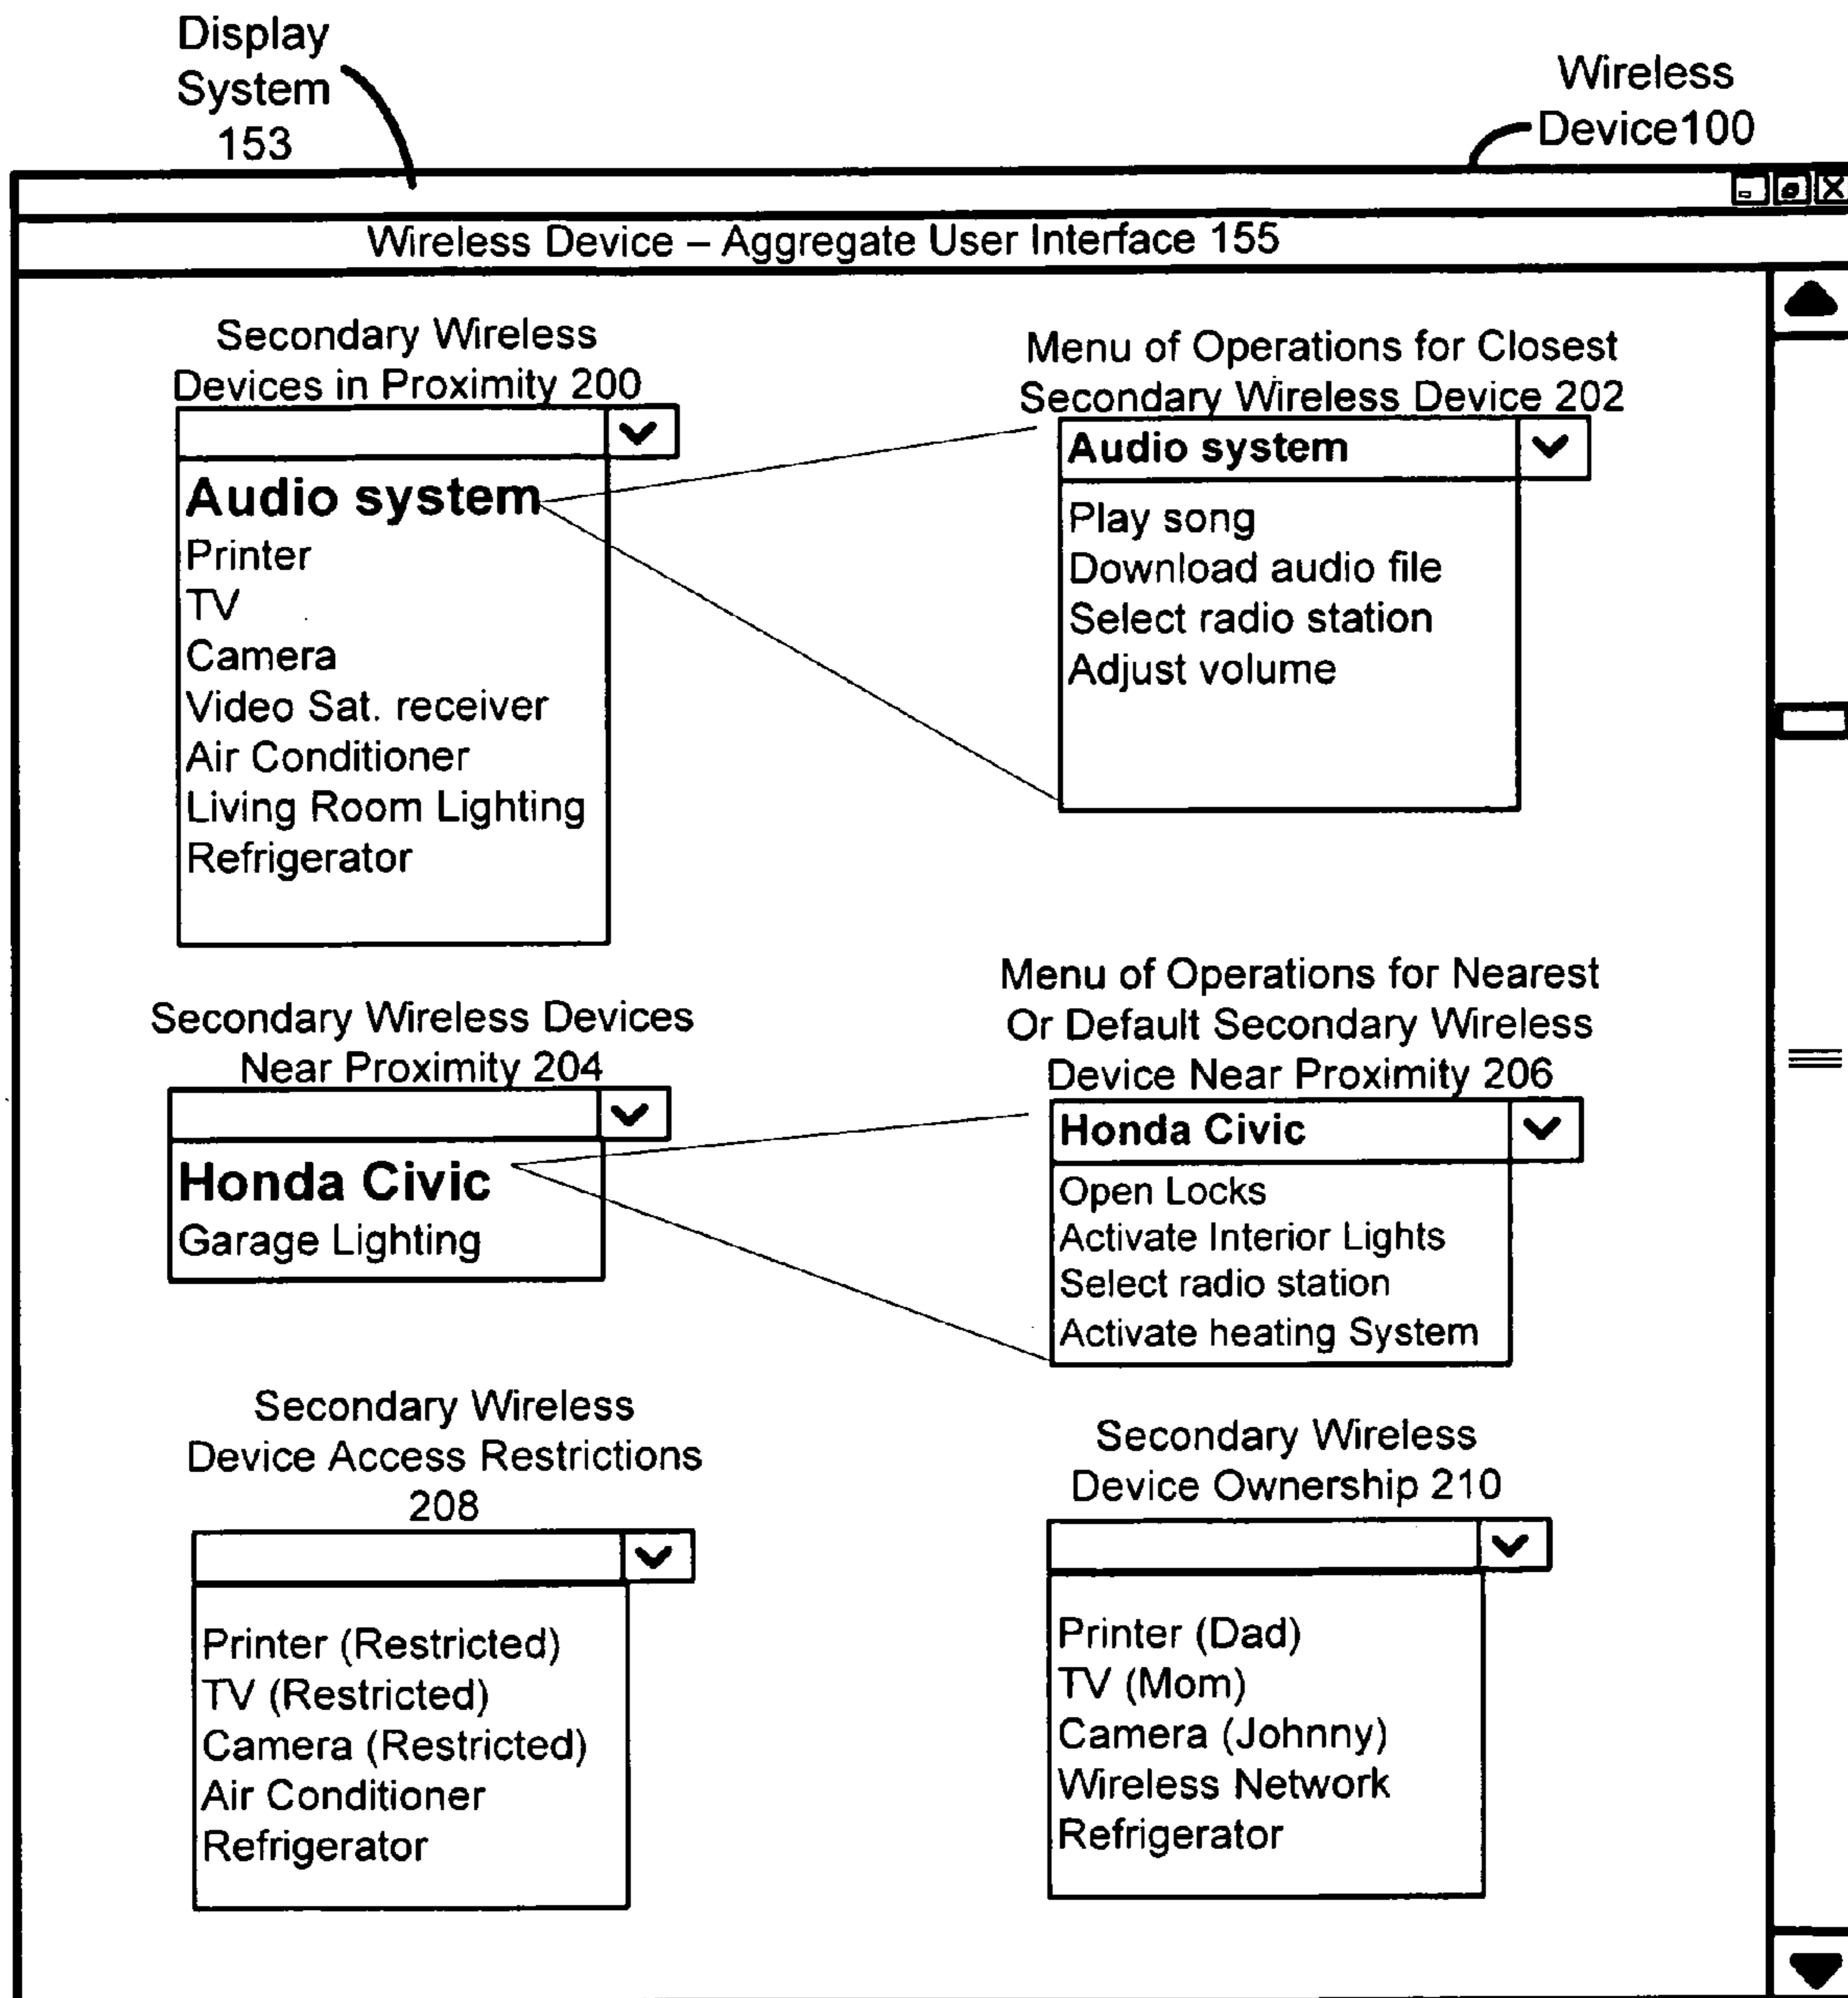 Display
System
153
Wireless
Device100
Wireless Device – Aggregate User Interface 155
Secondary Wireless
Devices in Proximity 200
Audio system
Printer
TV
Camera
Video Sat. receiver
Air Conditioner
Living Room Lighting
Refrigerator
Menu of Operations for Closest
Secondary Wireless Device 202
Audio system
Play song
Download audio file
Select radio station
Adjust volume
Secondary Wireless Devices
Near Proximity 204
Honda Civic
Garage Lighting
Menu of Operations for Nearest
Or Default Secondary Wireless
Device Near Proximity 206
Honda Civic
Open Locks
Activate Interior Lights
Select radio station
Activate heating System
Secondary Wireless
Device Access Restrictions
208
Printer (Restricted)
TV (Restricted)
Camera (Restricted)
Air Conditioner
Refrigerator
Secondary Wireless
Device Ownership 210
Printer (Dad)
TV (Mom)
Camera (Johnny)
Wireless Network
Refrigerator